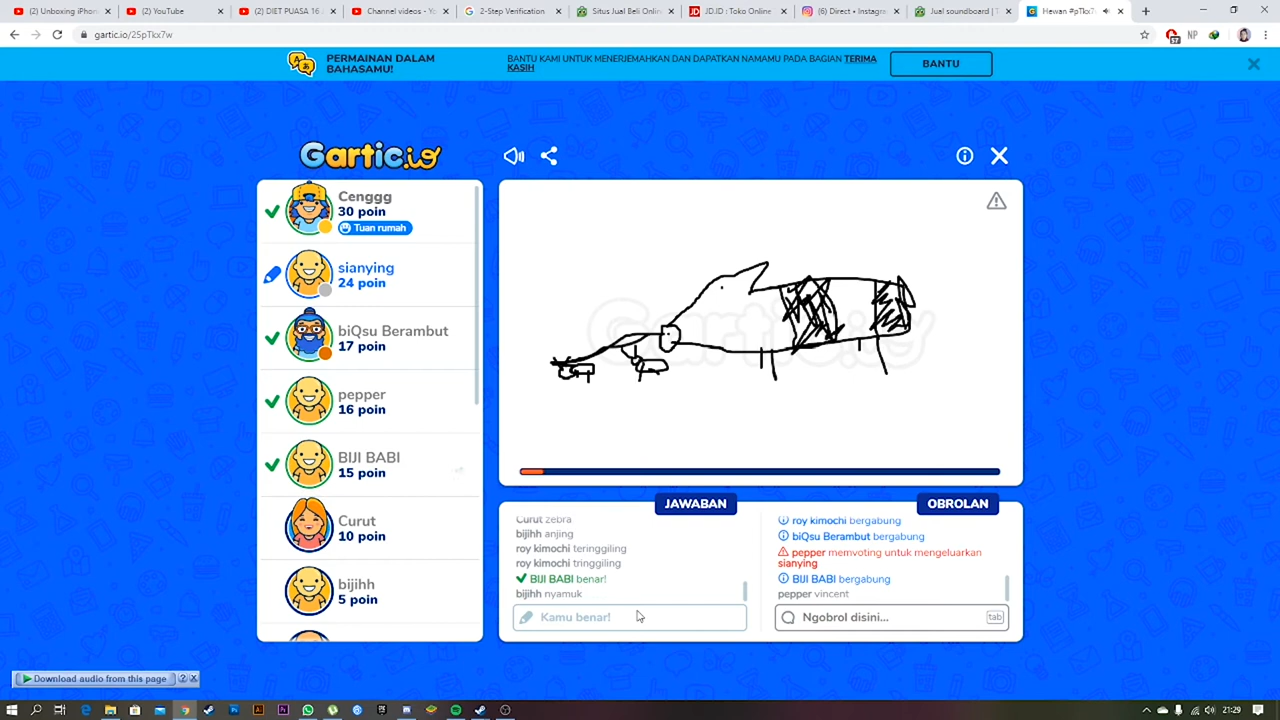 (2) Unboxing iPhon
(2) YouTube
(2) DIET PUASA 16
Channel videos - Yo
2-Step Verification
Situs Jual Beli Online
JD.ID : Toko Online
(6) Direct • Instagra
Jual soundboard | T
Hewan #pTkx7
gartic.io/25pTkx7w
57
NP
PERMAINAN DALAM
BAHASAMU!
BANTU KAMI UNTUK MENERJEMAHKAN DAN DAPATKAN NAMAMU PADA BAGIAN TERIMA
KASIH
BANTU
Gartic.io
Cenggg
30 poin
Tuan rumah
sianying
24 poin
biQsu Berambut
17 poin
pepper
16 poin
BIJI BABI
15 poin
Curut
10 poin
bijihh
5 poin
Gartic.io
JAWABAN
Curut zebra
bijihh anjing
roy kimochi teringgiling
roy kimochi tringgiling
BIJI BABI benar!
bijihh nyamuk
Kamu benar!
OBROLAN
roy kimochi bergabung
biQsu Berambut bergabung
pepper memvoting untuk mengeluarkan
sianying
BIJI BABI bergabung
pepper vincent
Ngobrol disini...
tab
Download audio from this page
? X
21:29